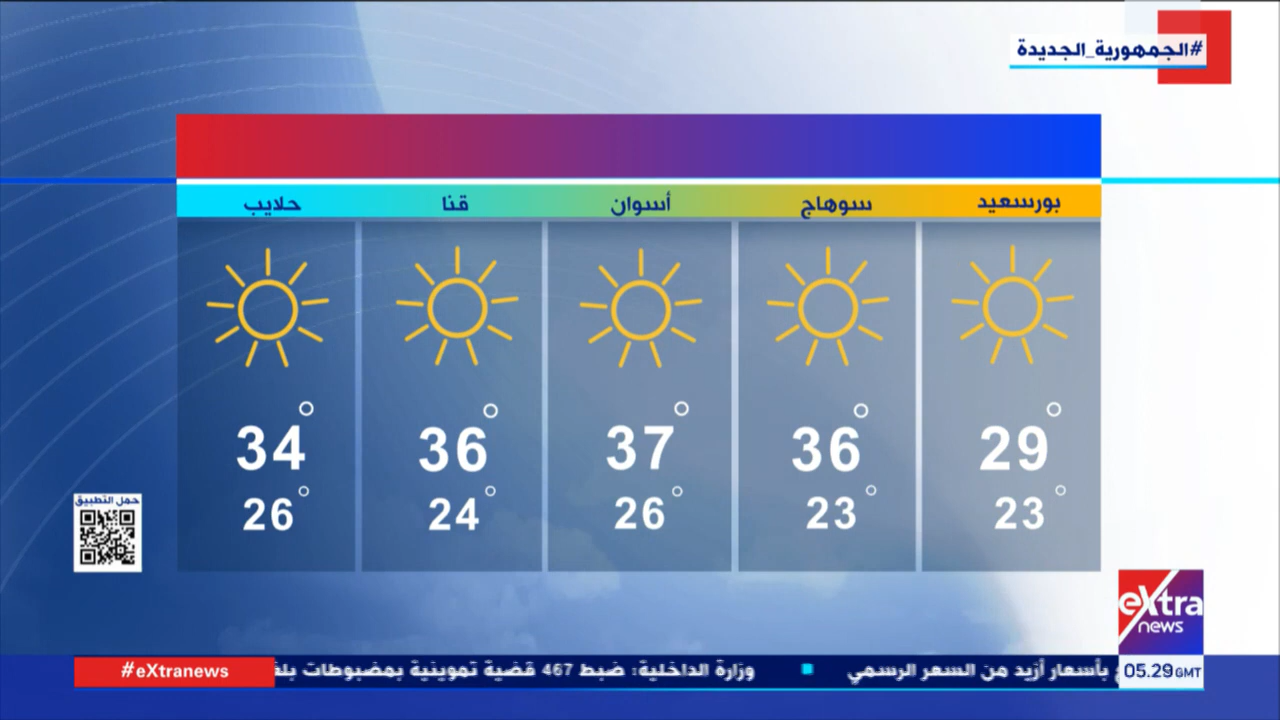 #الجمهورية_الجديدة
بورسعيد سوهاج أسوان قنا حلايب
29° 36° 37° 36° 34°
23° 23° 26° 24° 26°
حمل التطبيق
eXtra
news
بأسعار أزيد من السعر الرسمي ■ وزارة الداخلية: ضبط 467 قضية تموينية بمضبوطات
#eXtranews
05.29 GMT